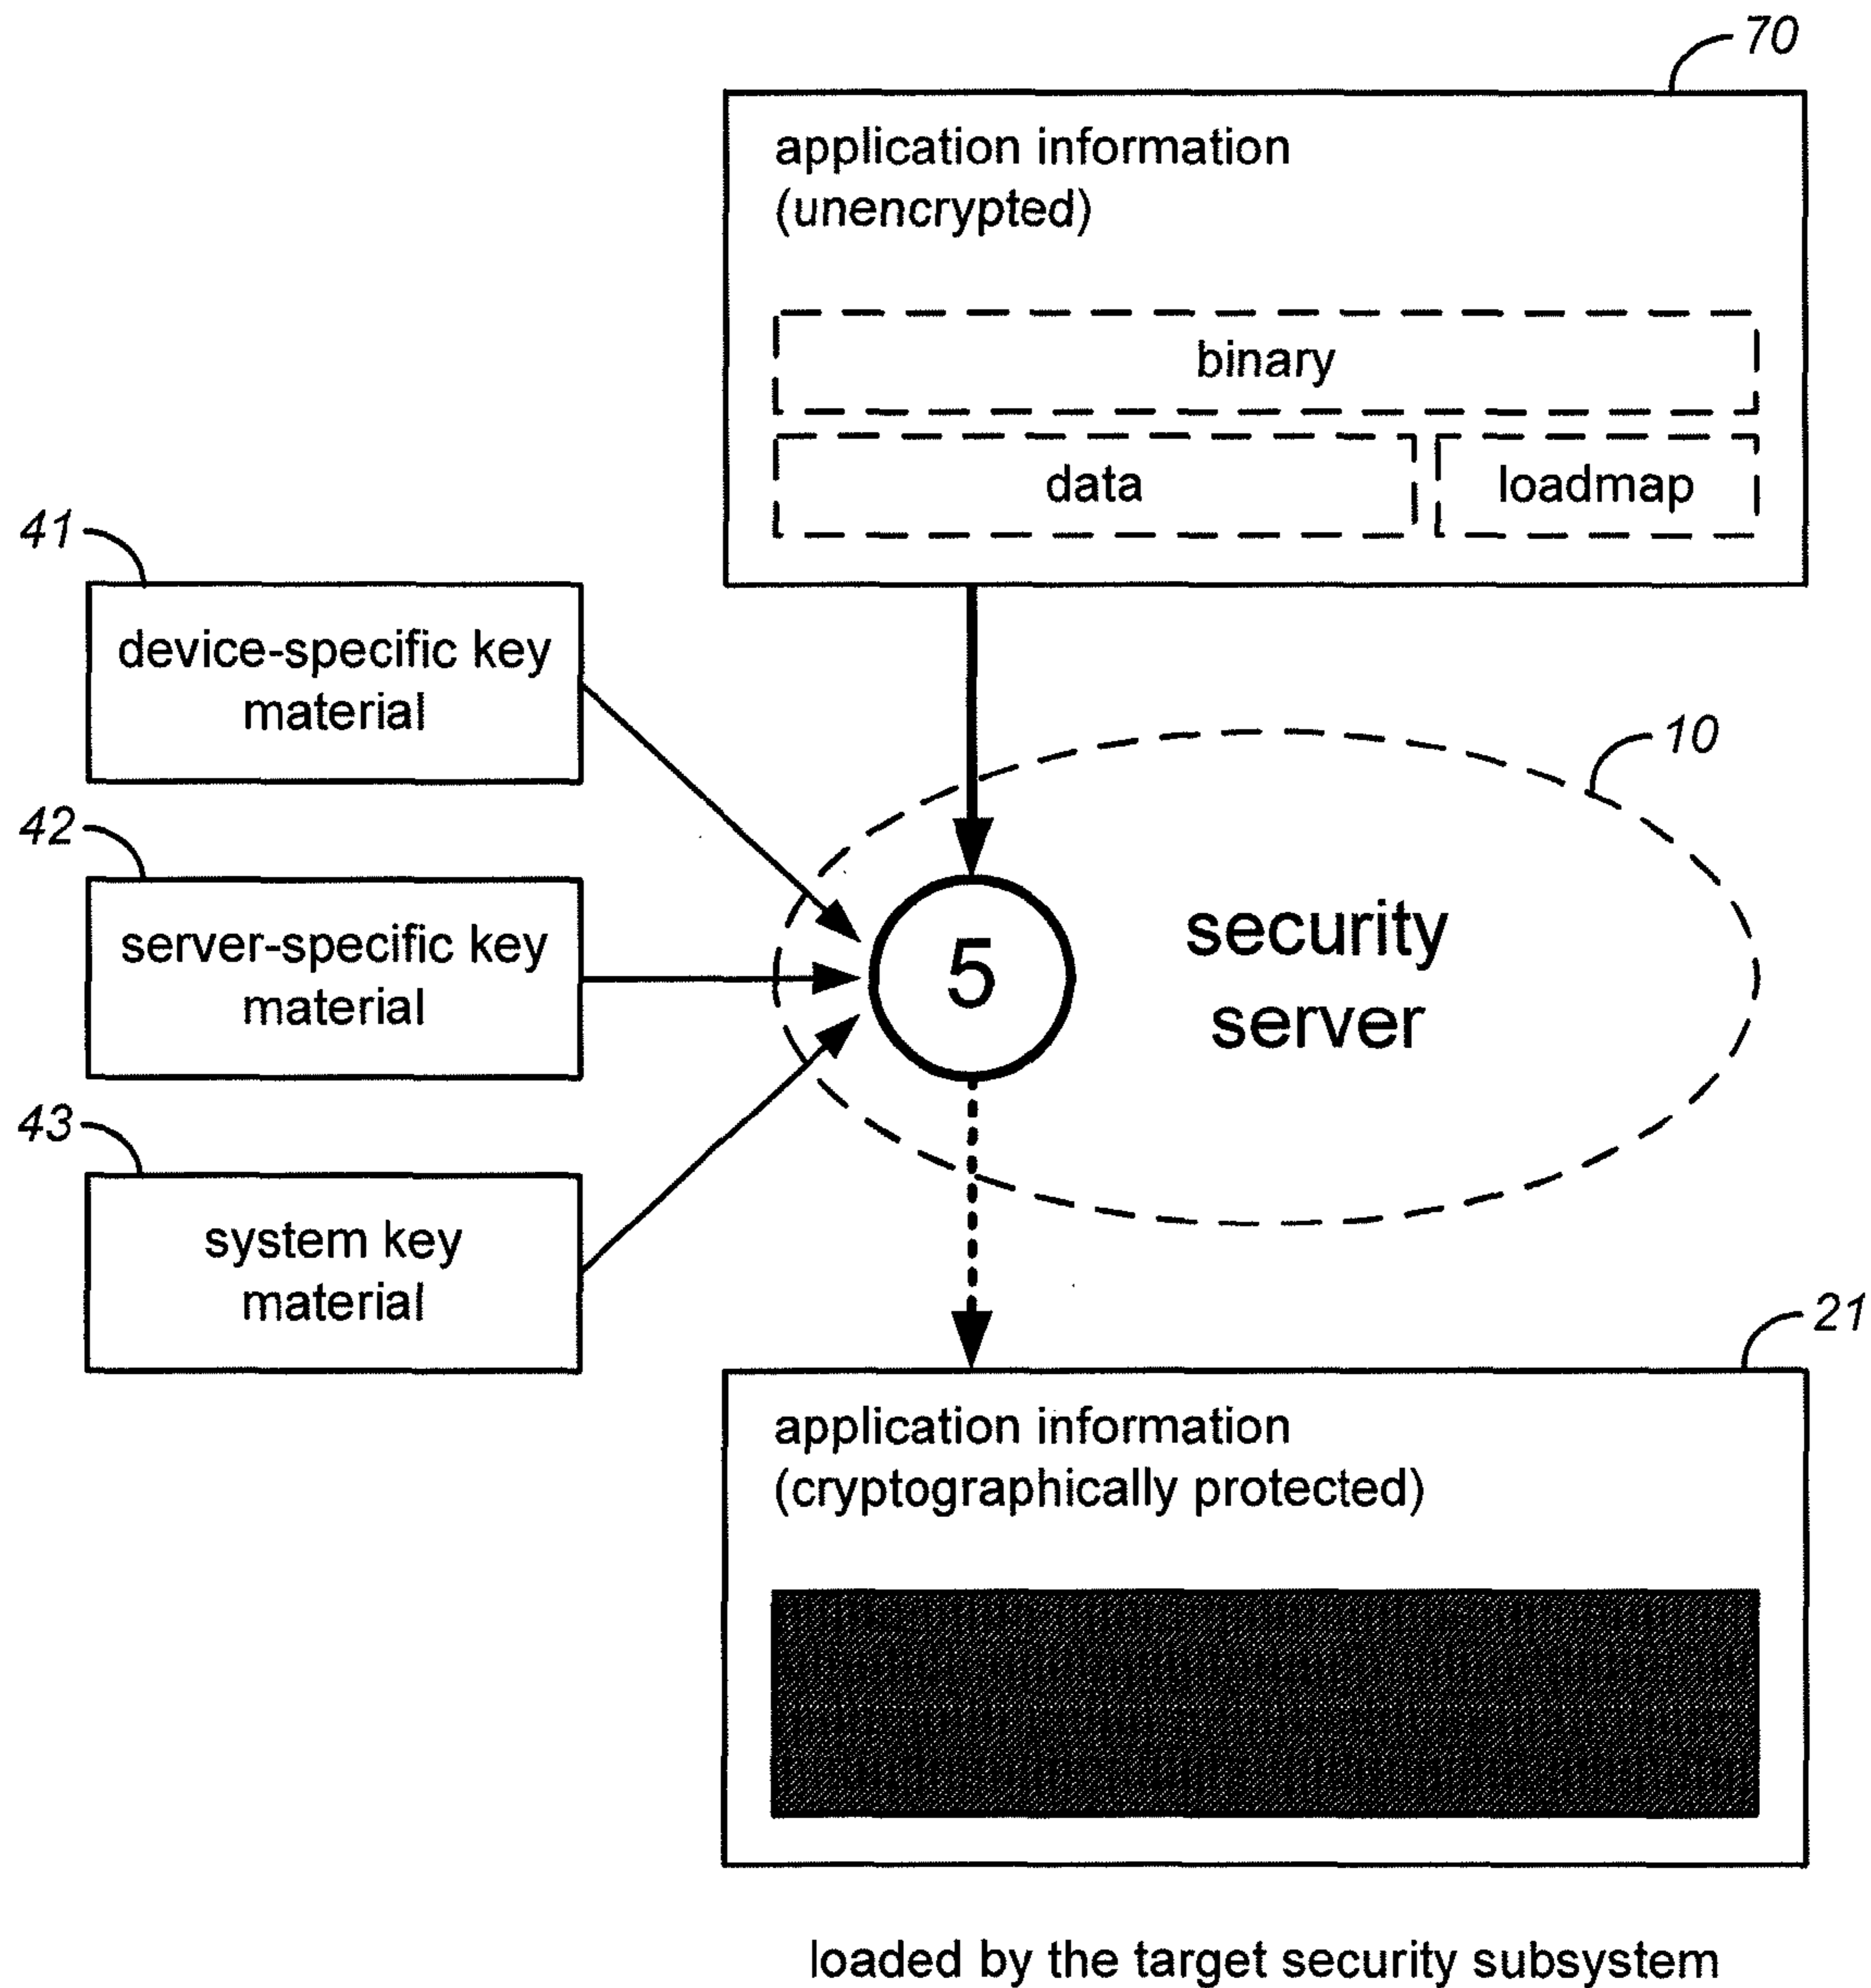 70
application information
(unencrypted)
binary
data
loadmap
41
device-specific key
material
10
42
server-specific key
material
5
security
server
43
system key
material
21
application information
(cryptographically protected)
loaded by the target security subsystem